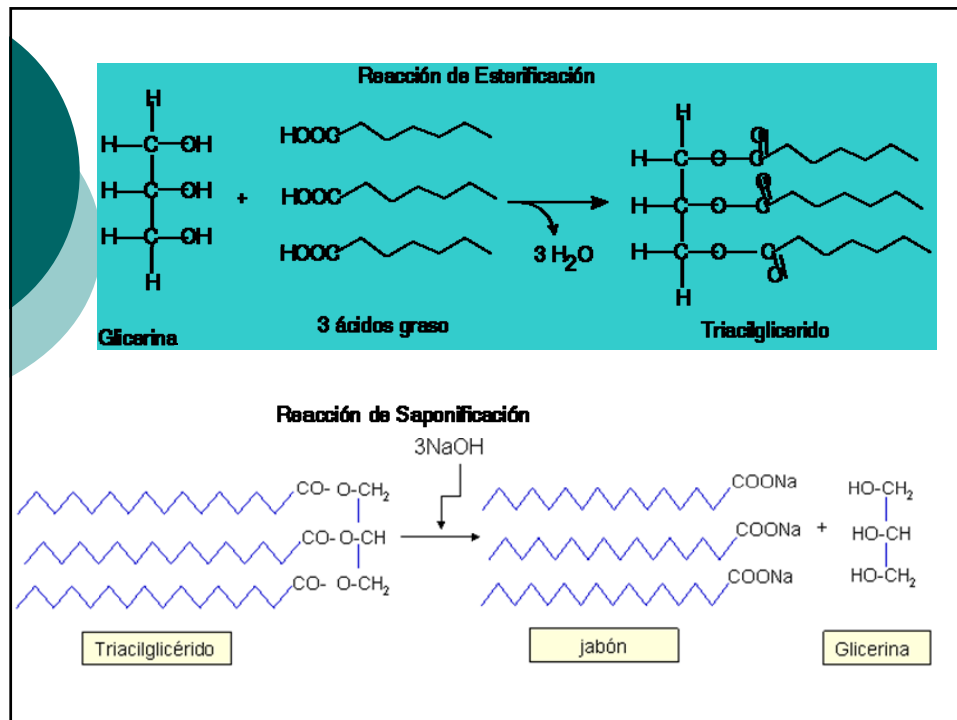 Reacción de Esterificación
H
H—C—OH
H—C—OH
H—C—OH
H
+
HOOC
HOOC
HOOC
3 H₂O
H
H—C—O—C
O
H—C—O—C
O
H—C—O—C
O
H
Glicerina
3 ácidos graso
Triacilglicerido
Reacción de Saponificación
3NaOH
CO- O-CH₂
CO- O-CH
CO- O-CH₂
COONa
COONa
COONa
+
HO-CH₂
HO-CH
HO-CH₂
Triacilglicérido
jabón
Glicerina